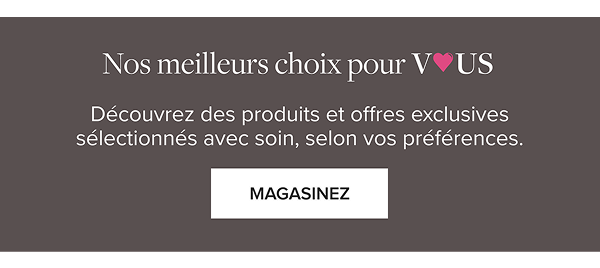 Nos meilleurs choix pour V♥US
Découvrez des produits et offres exclusives
sélectionnés avec soin, selon vos préférences.
MAGASINEZ